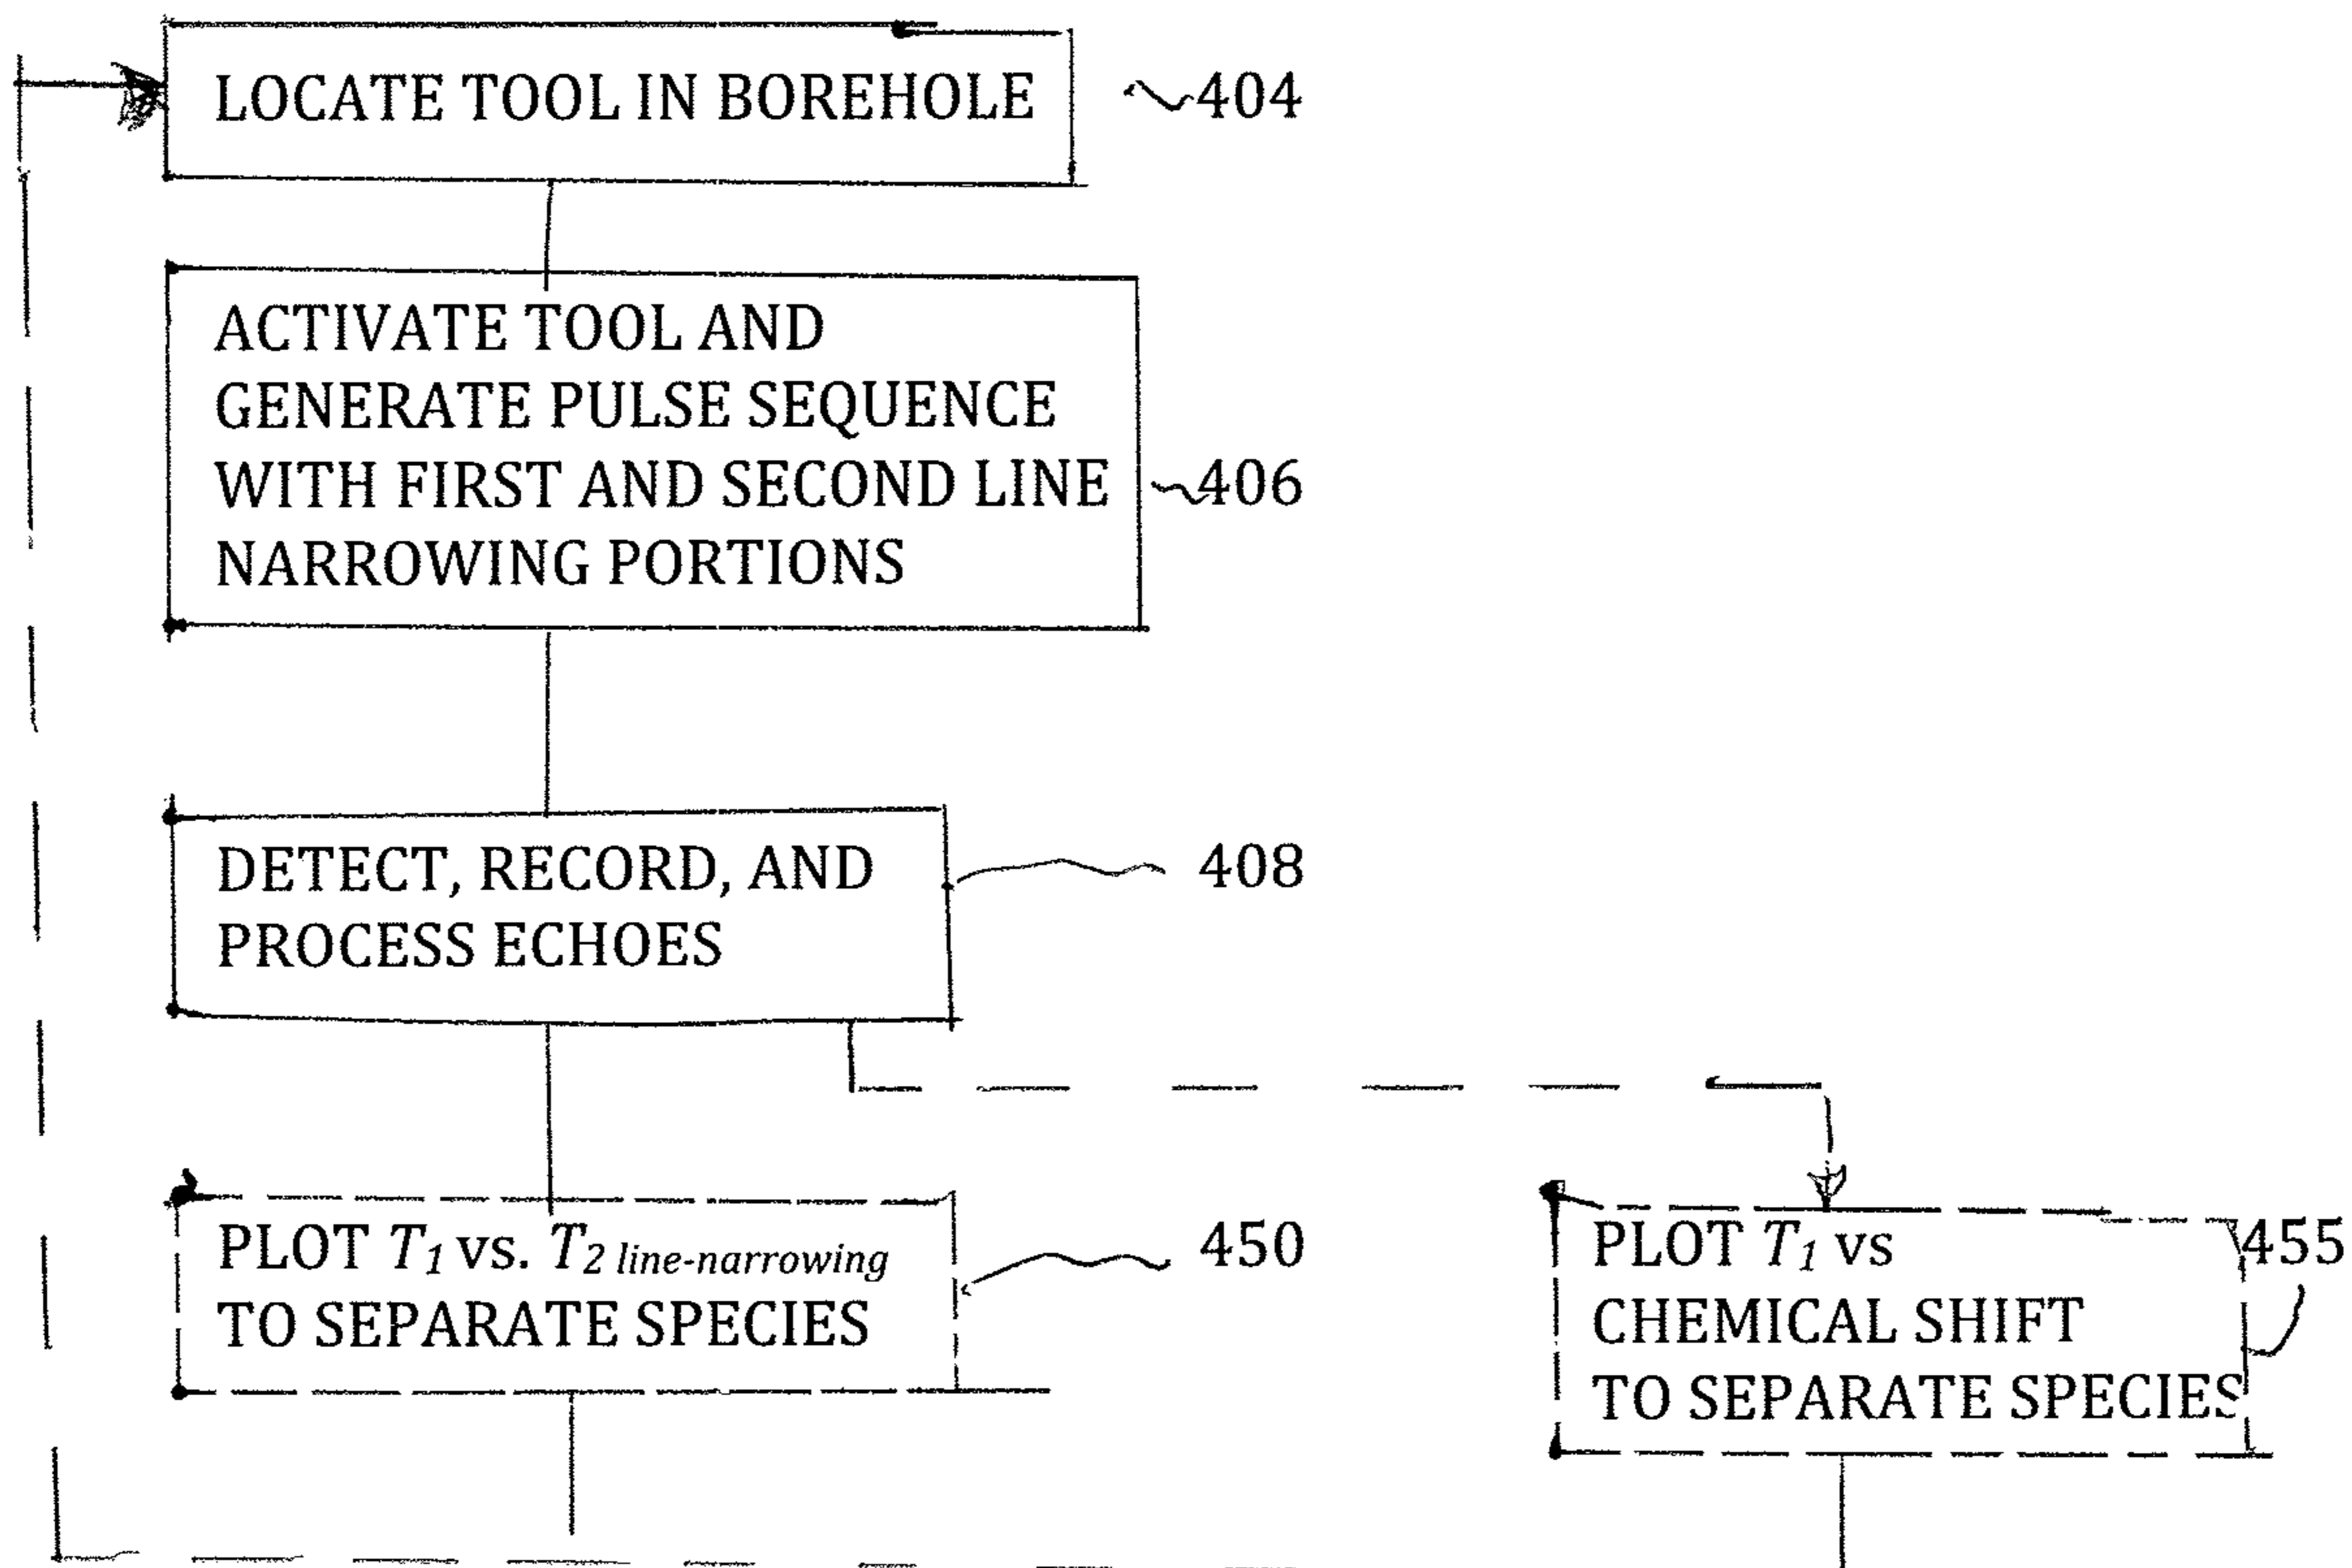 LOCATE TOOL IN BOREHOLE
404
ACTIVATE TOOL AND
GENERATE PULSE SEQUENCE
WITH FIRST AND SECOND LINE
NARROWING PORTIONS
406
DETECT, RECORD, AND
PROCESS ECHOES
408
PLOT T1 vs. T2 line-narrowing
TO SEPARATE SPECIES
450
PLOT T1 vs
CHEMICAL SHIFT
TO SEPARATE SPECIES
455